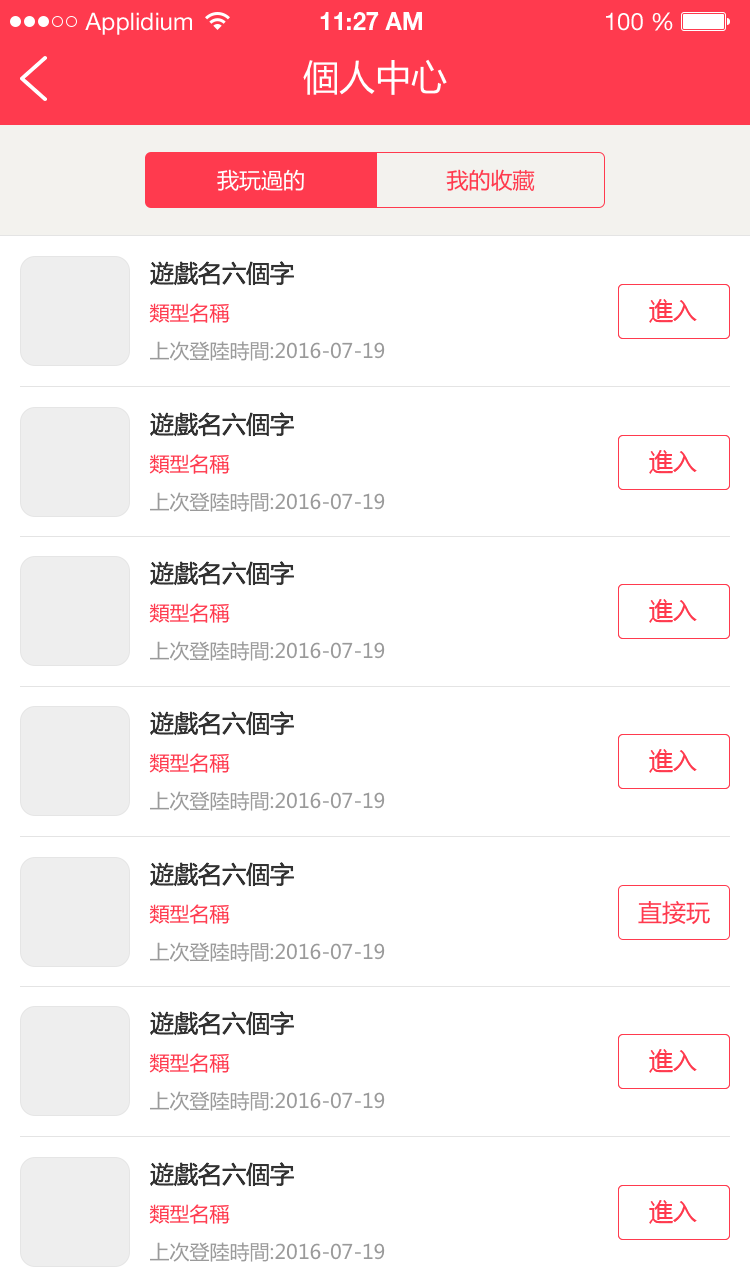 Applidium 11:27 AM 100 %
個人中心
我玩過的 我的收藏
遊戲名六個字
類型名稱
上次登陸時間:2016-07-19
進入
遊戲名六個字
類型名稱
上次登陸時間:2016-07-19
進入
遊戲名六個字
類型名稱
上次登陸時間:2016-07-19
進入
遊戲名六個字
類型名稱
上次登陸時間:2016-07-19
進入
遊戲名六個字
類型名稱
上次登陸時間:2016-07-19
直接玩
遊戲名六個字
類型名稱
上次登陸時間:2016-07-19
進入
遊戲名六個字
類型名稱
上次登陸時間:2016-07-19
進入